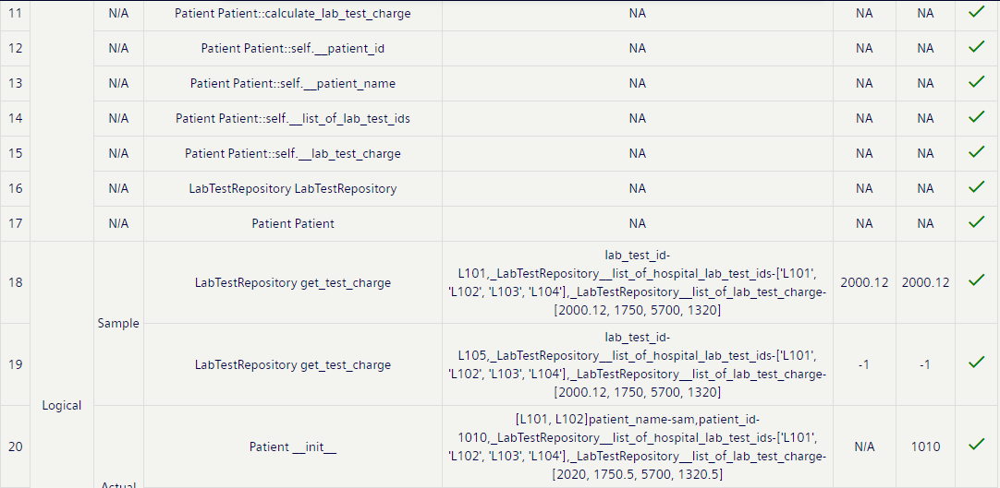 11 N/A Patient Patient::calculate_lab_test_charge NA NA NA
12 N/A Patient Patient::self.__patient_id NA NA NA
13 N/A Patient Patient::self.__patient_name NA NA NA
14 N/A Patient Patient::self.__list_of_lab_test_ids NA NA NA
15 N/A Patient Patient::self.__lab_test_charge NA NA NA
16 N/A LabTestRepository LabTestRepository NA NA NA
17 N/A Patient Patient NA NA NA
lab_test_id-
L101,_LabTestRepository__list_of_hospital_lab_test_ids-['L101',
18 LabTestRepository get_test_charge 2000.12 2000.12
'L102', 'L103', 'L104'],_LabTestRepository__list_of_lab_test_charge-
[2000.12, 1750, 5700, 1320]
Sample
lab_test_id-
L105,_LabTestRepository__list_of_hospital_lab_test_ids-['L101',
19 LabTestRepository get_test_charge -1 -1
'L102', 'L103', 'L104'],_LabTestRepository__list_of_lab_test_charge-
[2000.12, 1750, 5700, 1320]
Logical
[L101, L102]patient_name-sam,patient_id-
1010,_LabTestRepository__list_of_hospital_lab_test_ids-['L101',
20 Patient __init__ N/A 1010
'L102', 'L103', 'L104'],_LabTestRepository__list_of_lab_test_charge-
[2020, 1750.5, 5700, 1320.5]
Actual